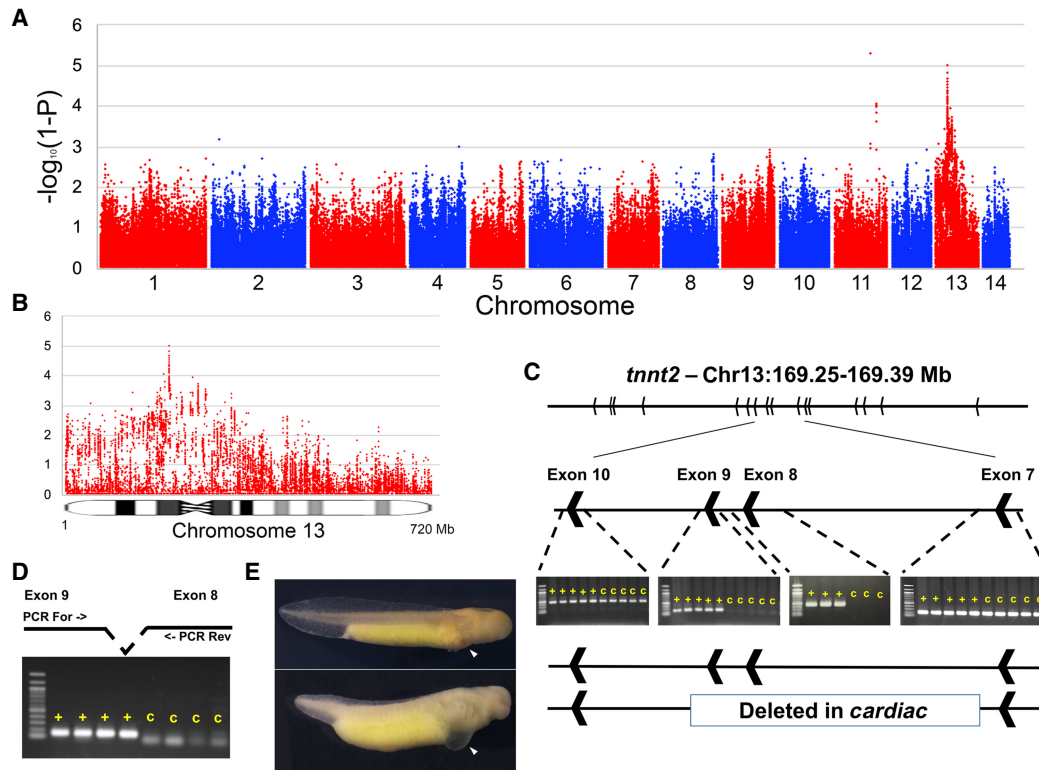 A
6
5
4
3
2
1
0
-log₁₀(1-P)
1 2 3 4 5 6 7 8 9 10 11 12 13 14
Chromosome
B
6
5
4
3
2
1
0
1
Chromosome 13
720 Mb
C
tnnt2 – Chr13:169.25-169.39 Mb
Exon 10
Exon 9
Exon 8
Exon 7
+ + + + + c c c c c
+ + + + + c c c c c
+ + + c c c
+ + + + + c c c c c
Deleted in cardiac
D
Exon 9
Exon 8
PCR For ->
<- PCR Rev
+ + + + c c c c
E